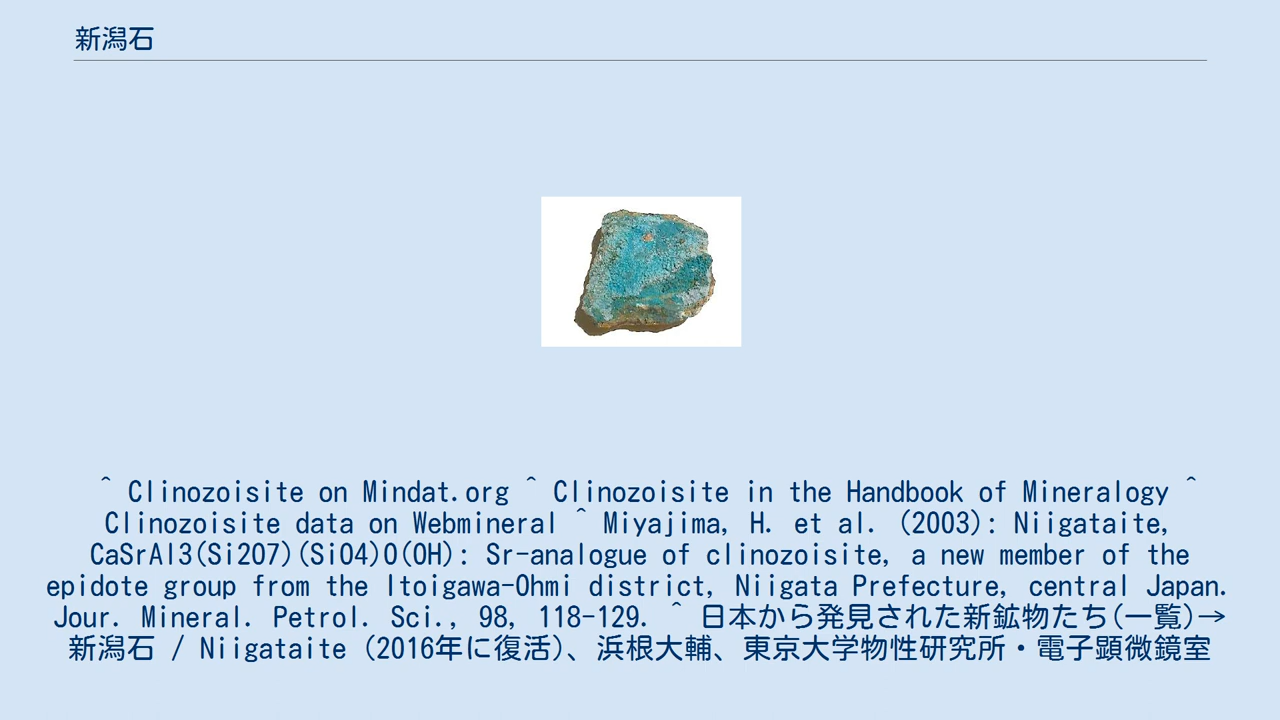 新潟石
^ Clinozoisite on Mindat.org ^ Clinozoisite in the Handbook of Mineralogy ^
Clinozoisite data on Webmineral ^ Miyajima, H. et al. (2003): Niigataite,
CaSrAl3(Si2O7)(SiO4)O(OH): Sr-analogue of clinozoisite, a new member of the
epidote group from the Itoigawa-Ohmi district, Niigata Prefecture, central Japan.
Jour. Mineral. Petrol. Sci., 98, 118-129. ^ 日本から発見された新鉱物たち(一覧)→
新潟石 / Niigataite (2016年に復活)、浜根大輔、東京大学物性研究所・電子顕微鏡室